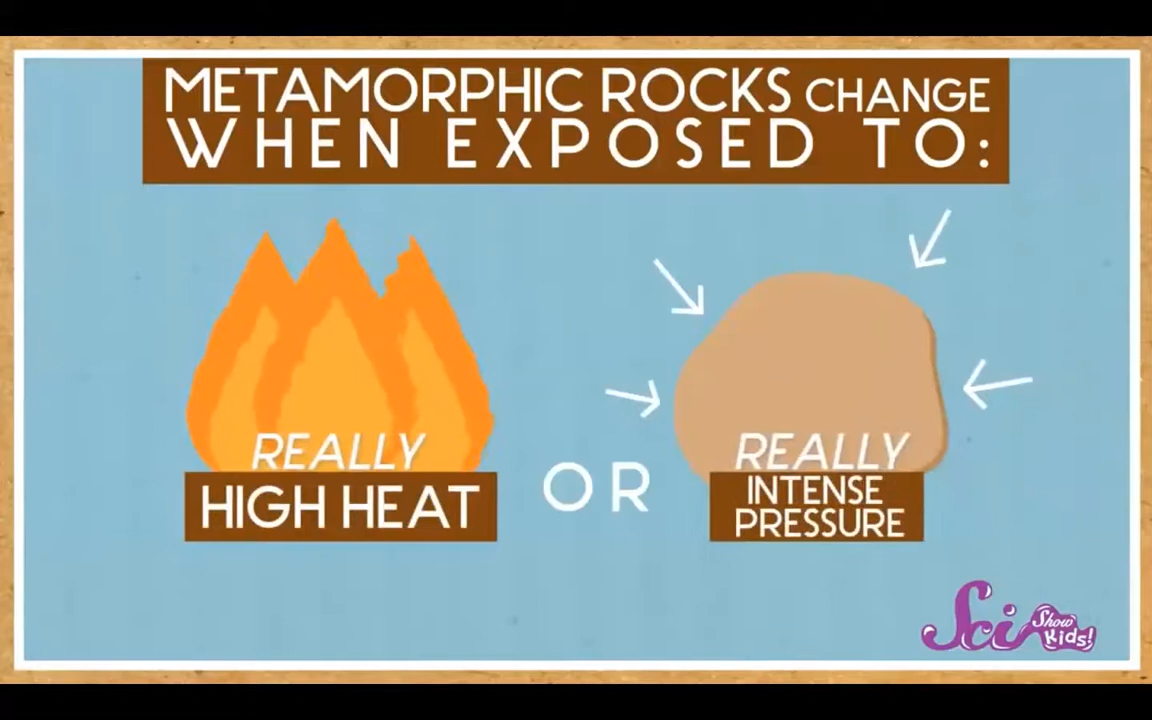 METAMORPHIC ROCKS CHANGE
WHEN EXPOSED TO:
REALLY
HIGH HEAT
OR
REALLY
INTENSE
PRESSURE
Sci Show
Kids!